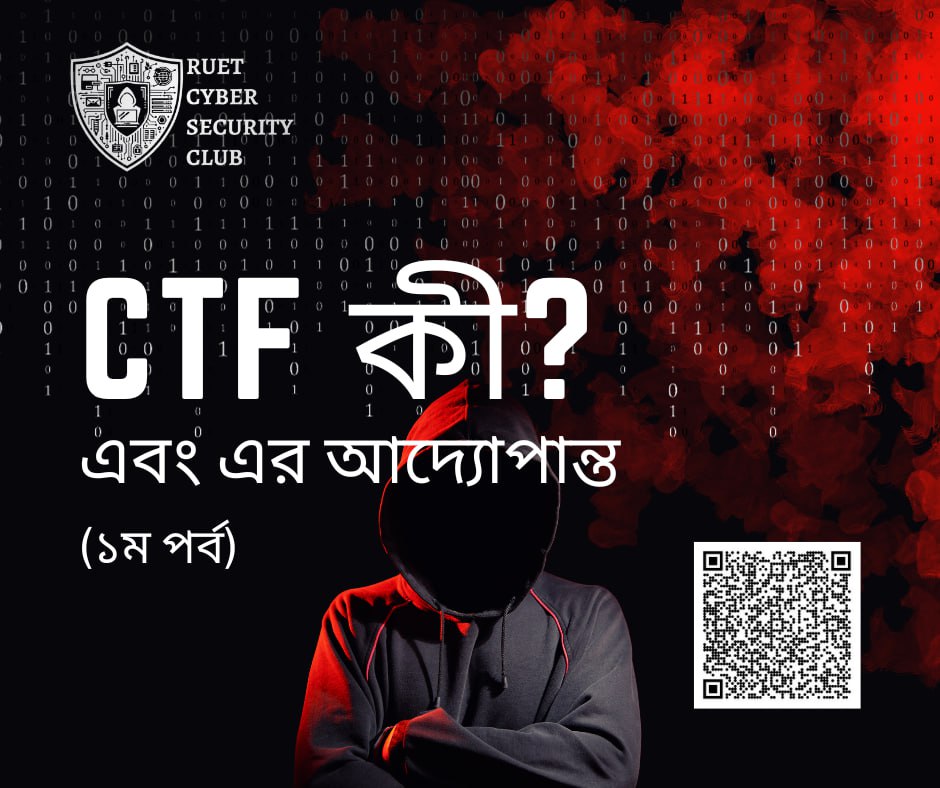 RUET
CYBER
SECURITY
CLUB
CTF কী?
এবং এর আদ্যোপান্ত
(১ম পর্ব)